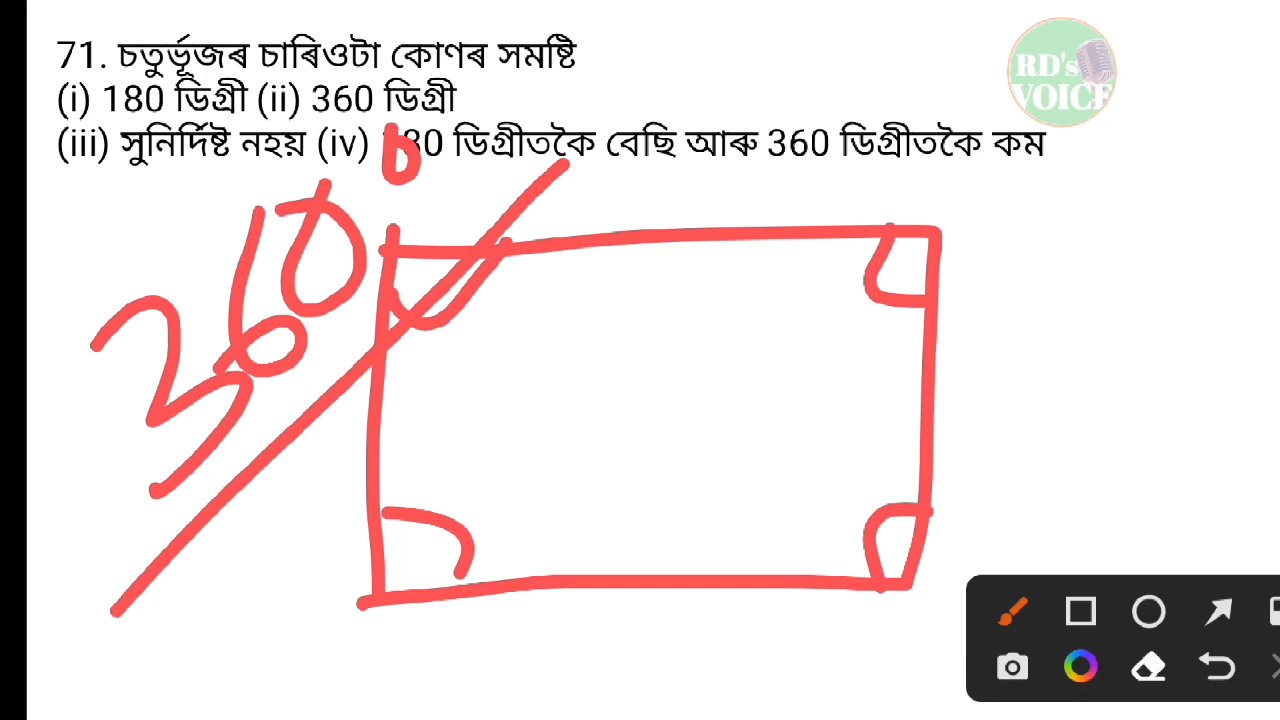 71. চতুৰ্ভূজৰ চাৰিওটা কোণৰ সমষ্টি
RD's
VOICE
(i) 180 ডিগ্ৰী (ii) 360 ডিগ্ৰী
(iii) সুনিৰ্দিষ্ট নহয় (iv) 180 ডিগ্ৰীতকৈ বেছি আৰু 360 ডিগ্ৰীতকৈ কম
b
360